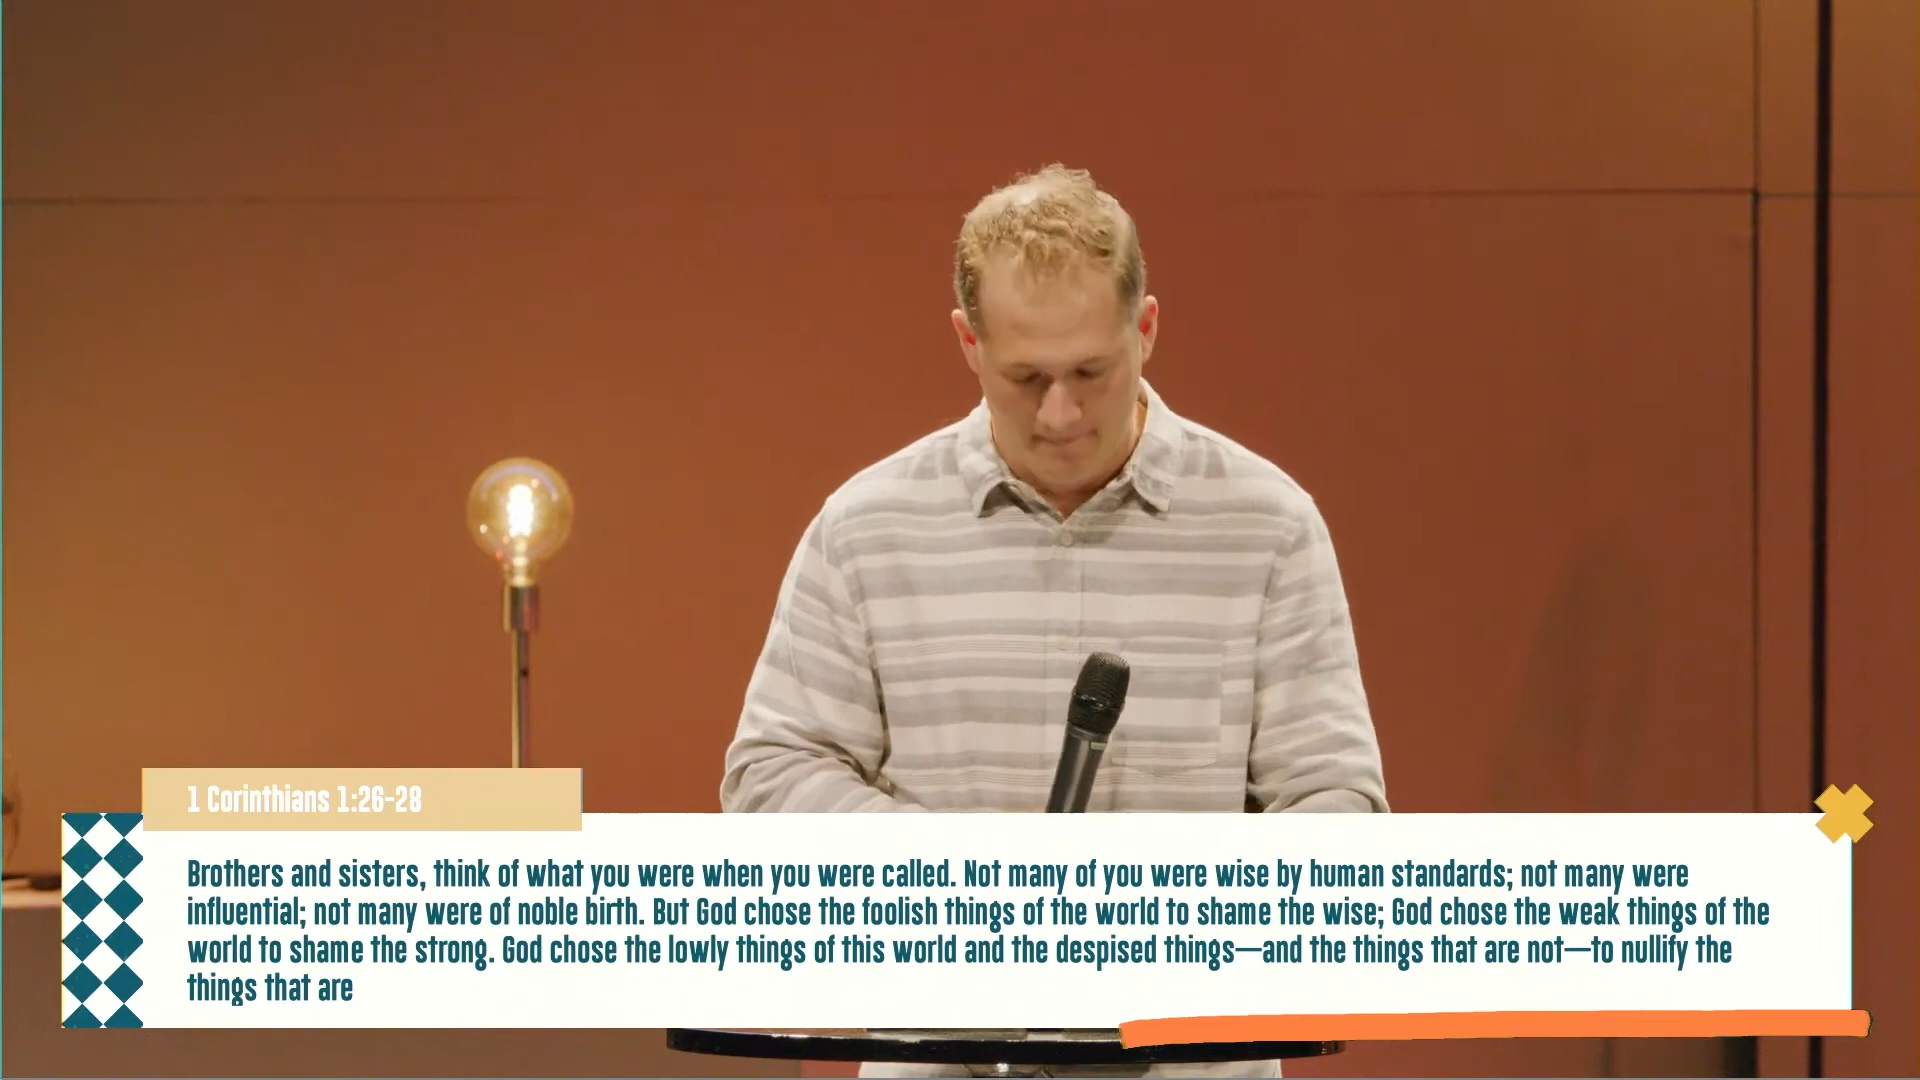 1 Corinthians 1:26-28
Brothers and sisters, think of what you were when you were called. Not many of you were wise by human standards; not many were
influential; not many were of noble birth. But God chose the foolish things of the world to shame the wise; God chose the weak things of the
world to shame the strong. God chose the lowly things of this world and the despised things—and the things that are not—to nullify the
things that are